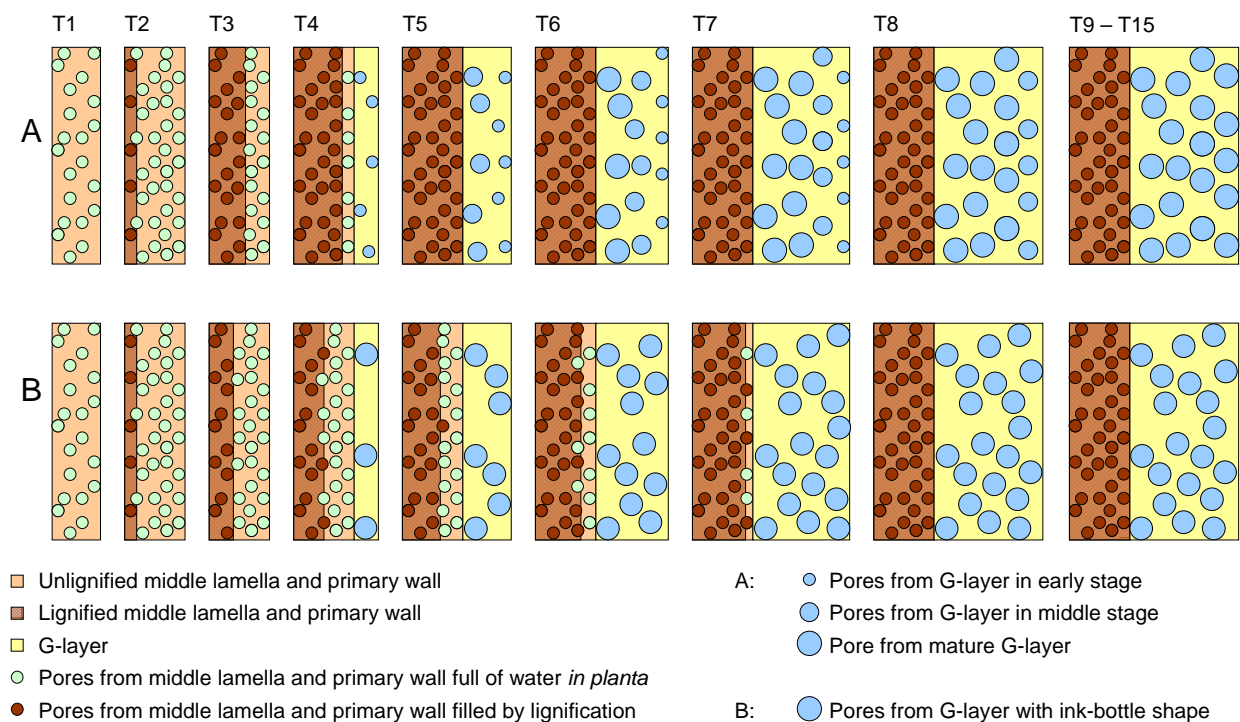 T1 T2 T3 T4 T5 T6 T7 T8 T9 – T15
A
B
Unlignified middle lamella and primary wall
Lignified middle lamella and primary wall
G-layer
Pores from middle lamella and primary wall full of water in planta
Pores from middle lamella and primary wall filled by lignification
A: Pores from G-layer in early stage
Pores from G-layer in middle stage
Pore from mature G-layer
B: Pores from G-layer with ink-bottle shape